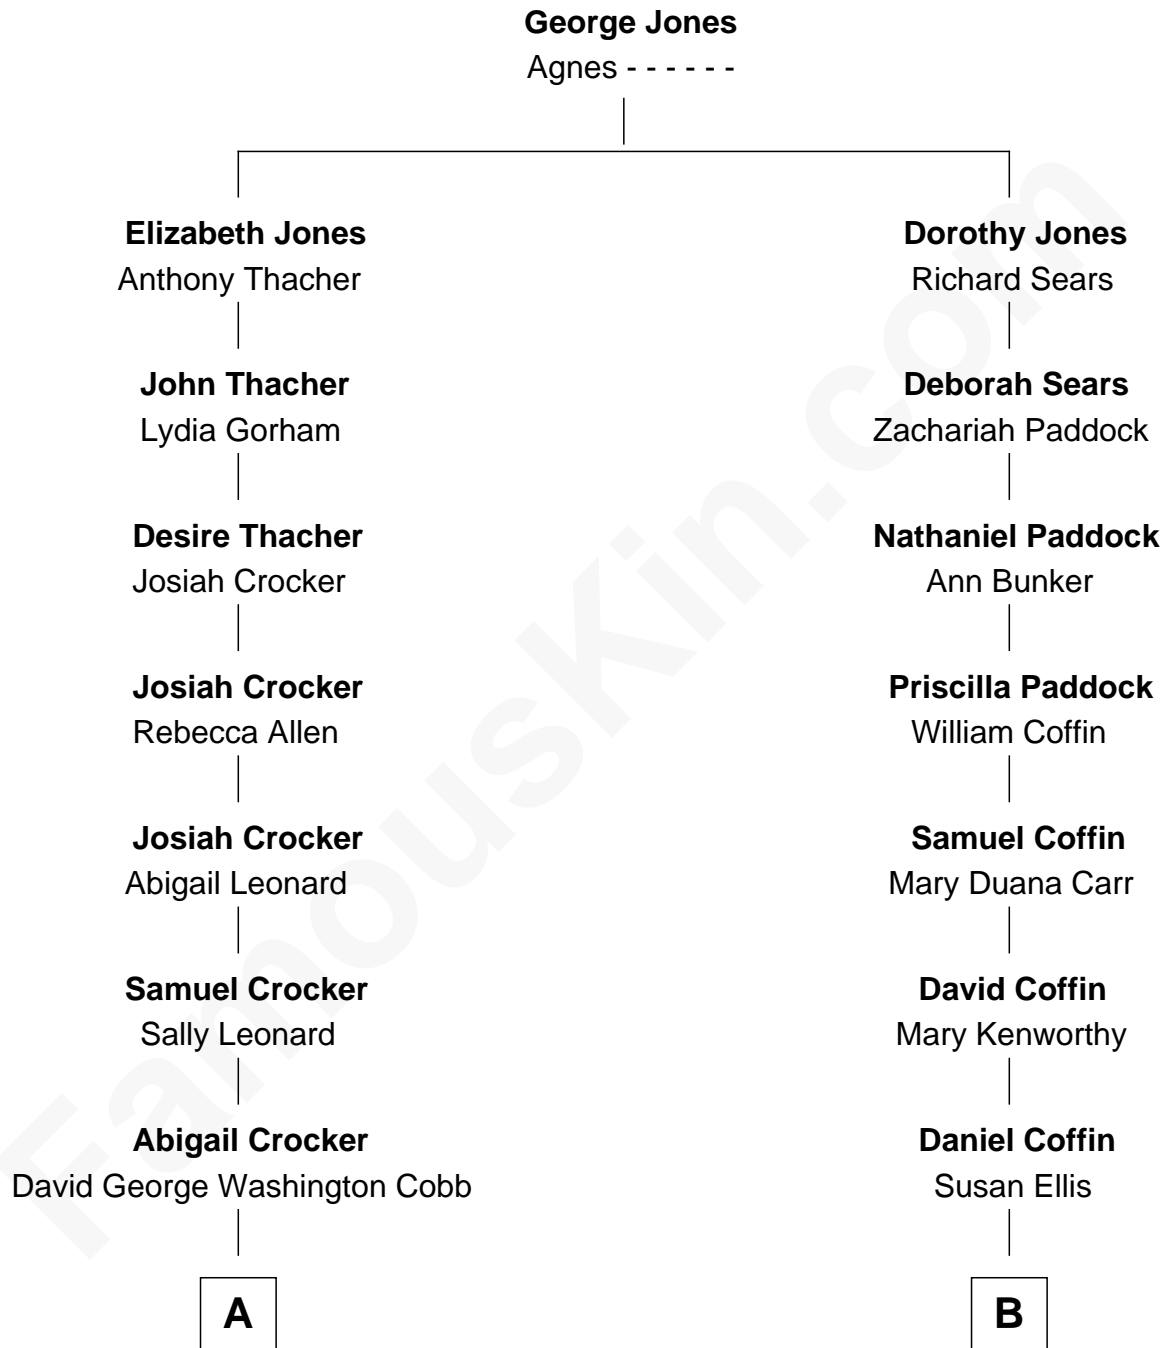 George Jones
Agnes - - - - - -
Elizabeth Jones
Anthony Thacher
Dorothy Jones
Richard Sears
John Thacher
Lydia Gorham
Deborah Sears
Zachariah Paddock
Desire Thacher
Josiah Crocker
Nathaniel Paddock
Ann Bunker
Josiah Crocker
Rebecca Allen
Priscilla Paddock
William Coffin
Josiah Crocker
Abigail Leonard
Samuel Coffin
Mary Duana Carr
Samuel Crocker
Sally Leonard
David Coffin
Mary Kenworthy
Abigail Crocker
David George Washington Cobb
Daniel Coffin
Susan Ellis
A
B
FamousKin.com